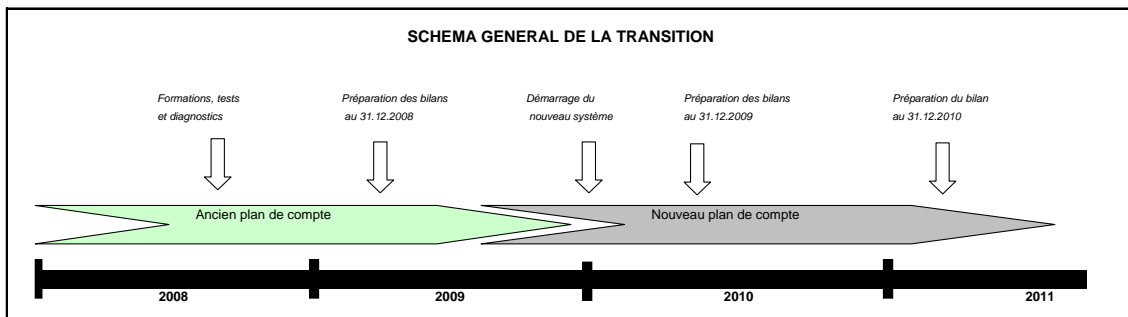 SCHEMA GENERAL DE LA TRANSITION
Formations, tests
et diagnostics
Préparation des bilans
au 31.12.2008
Démarrage du
nouveau système
Préparation des bilans
au 31.12.2009
Préparation du bilan
au 31.12.2010
Ancien plan de compte
Nouveau plan de compte
2008
2009
2010
2011